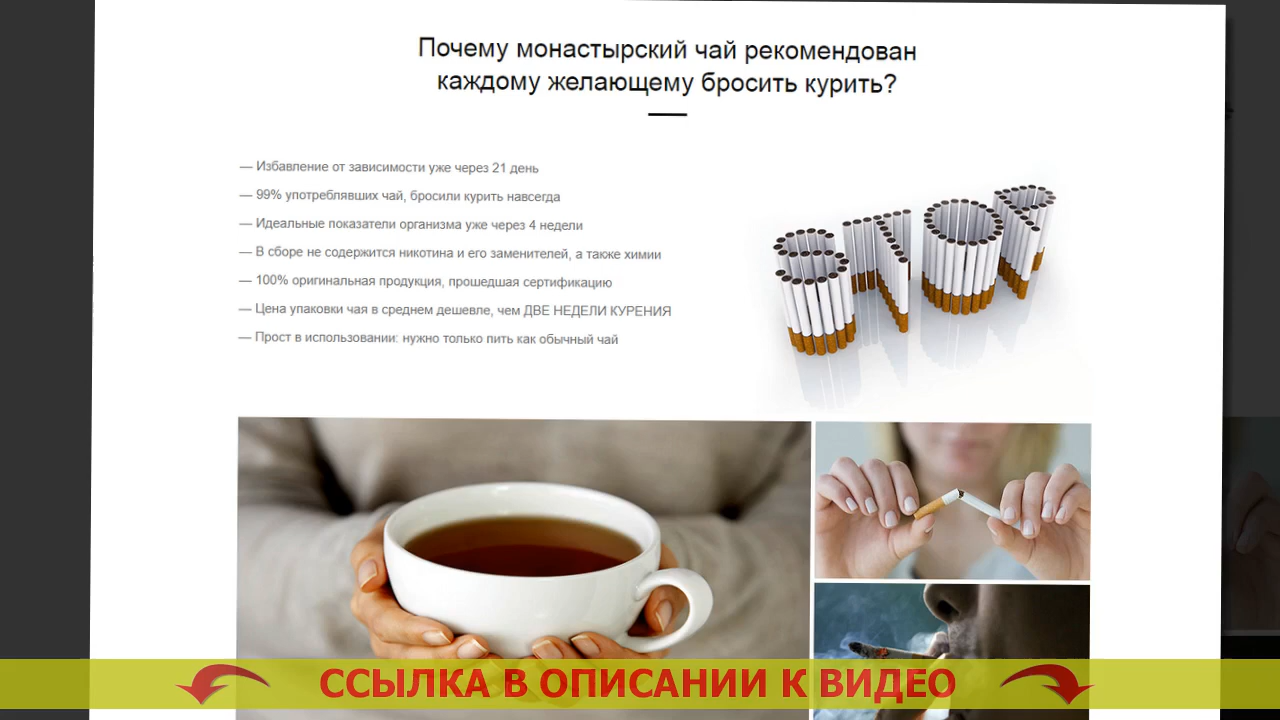 Почему монастырский чай рекомендован
каждому желающему бросить курить?
— Избавление от зависимости уже через 21 день
— 99% употреблявших чай, бросили курить навсегда
— Идеальные показатели организма уже через 4 недели
— В сборе не содержится никотина и его заменителей, а также химии
— 100% оригинальная продукция, прошедшая сертификацию
— Цена упаковки чая в среднем дешевле, чем ДВЕ НЕДЕЛИ КУРЕНИЯ
— Прост в использовании: нужно только пить как обычный чай
STOP
ССЫЛКА В ОПИСАНИИ К ВИДЕО